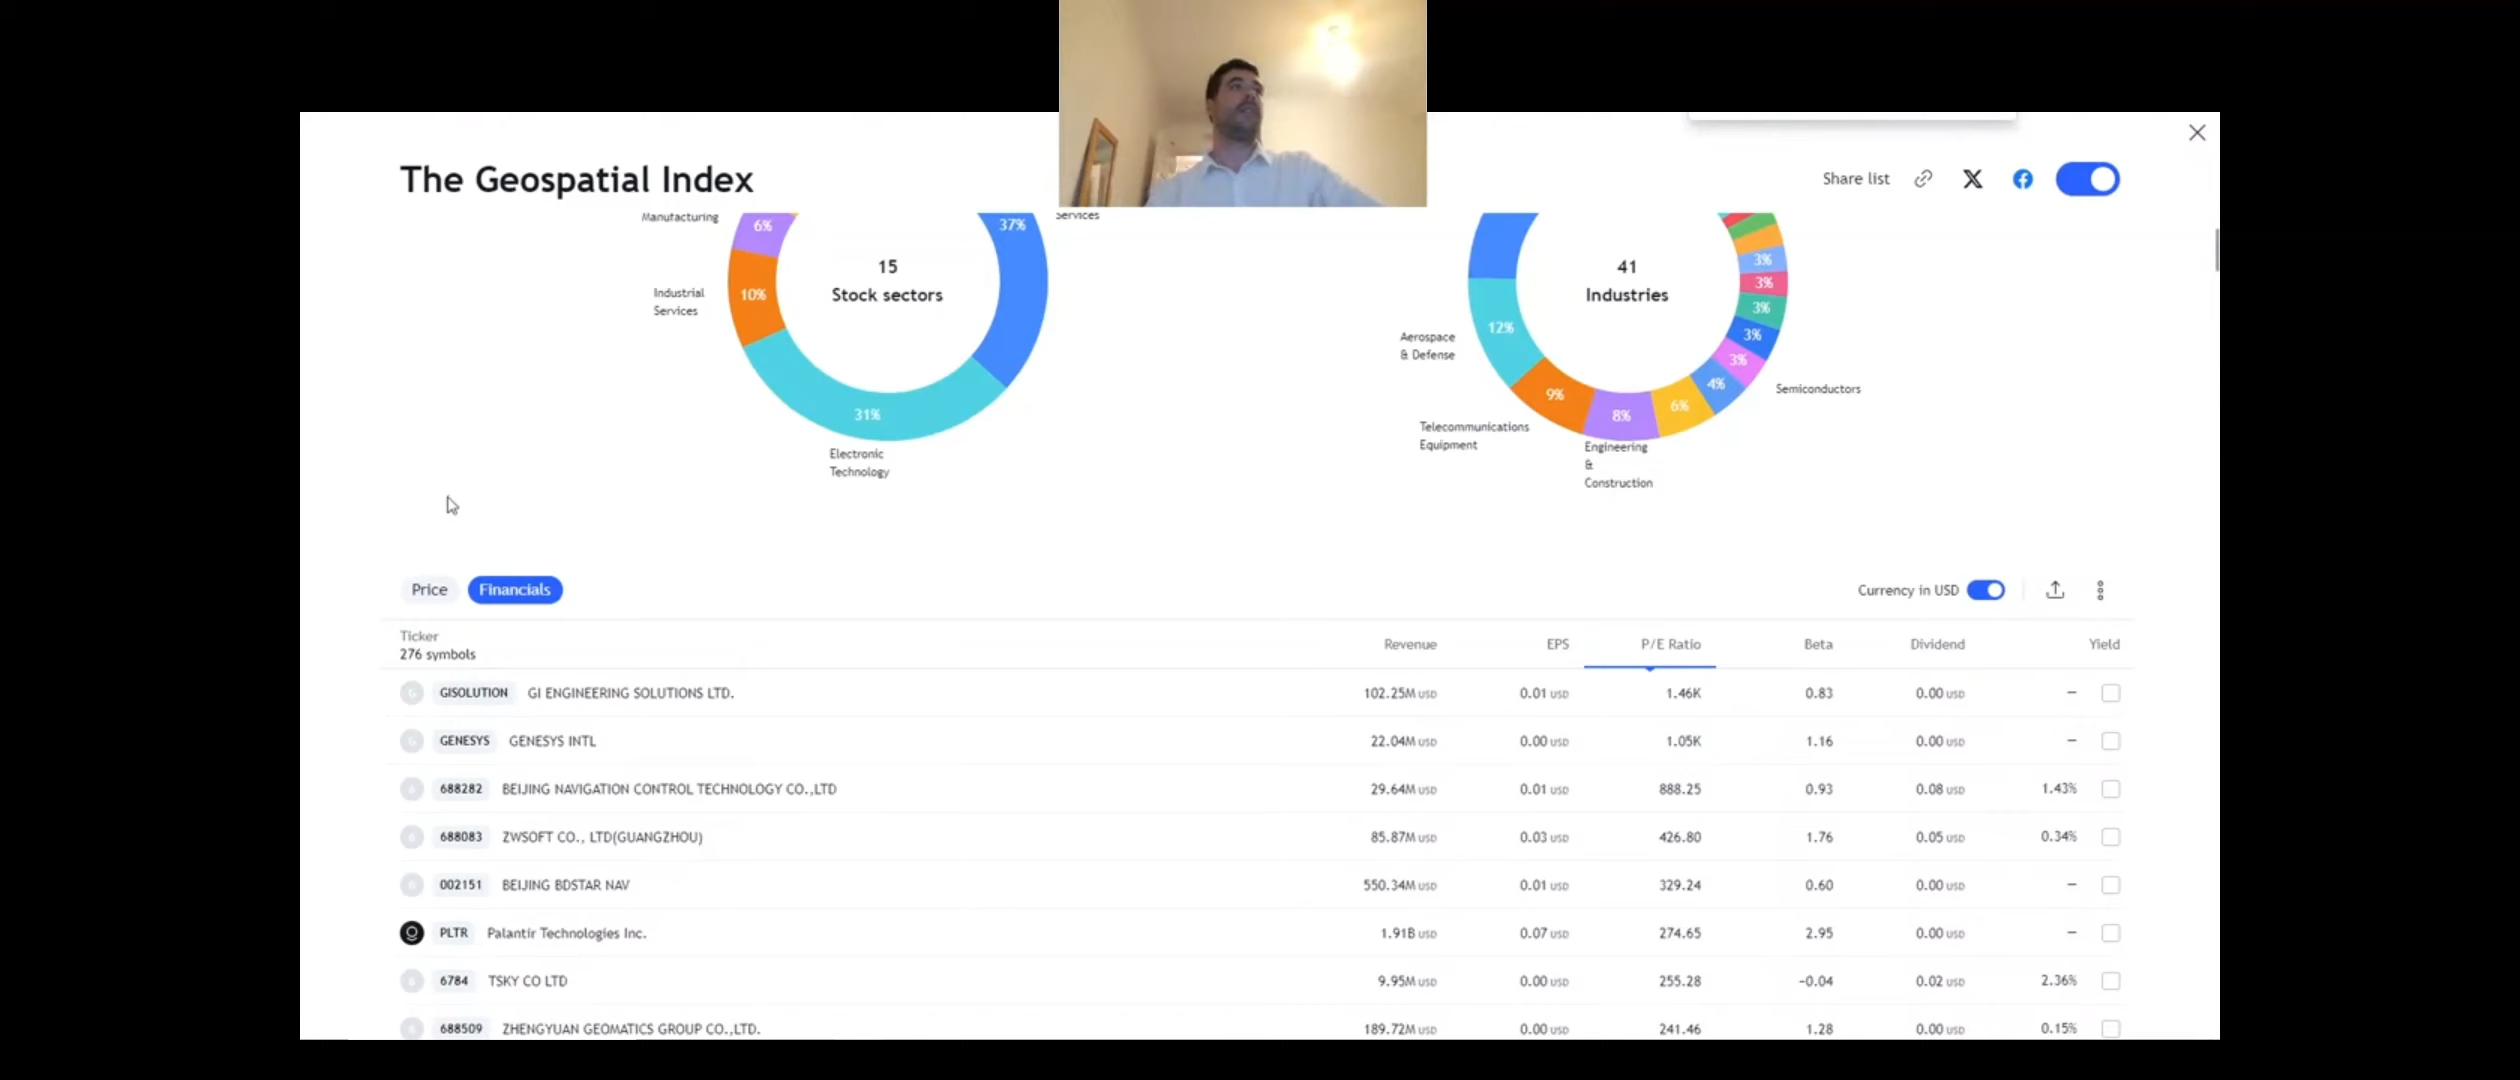 The Geospatial Index
Share list
Manufacturing
6%
37%
Services
Industrial
Services
10%
15
Stock sectors
31%
Electronic
Technology
41
Industries
3%
3%
3%
3%
3%
4%
6%
8%
9%
12%
Aerospace
& Defense
Telecommunications
Equipment
Engineering
&
Construction
Semiconductors
Price Financials Currency in USD
Ticker Revenue EPS P/E Ratio Beta Dividend Yield
276 symbols
GISOLUTION GI ENGINEERING SOLUTIONS LTD. 102.25M USD 0.01 USD 1.46K 0.83 0.00 USD —
GENESYS GENESYS INTL 22.04M USD 0.00 USD 1.05K 1.16 0.00 USD —
688282 BEIJING NAVIGATION CONTROL TECHNOLOGY CO.,LTD 29.64M USD 0.01 USD 888.25 0.93 0.08 USD 1.43%
688083 ZWSOFT CO., LTD(GUANGZHOU) 85.87M USD 0.03 USD 426.80 1.76 0.05 USD 0.34%
002151 BEIJING BDSTAR NAV 550.34M USD 0.01 USD 329.24 0.60 0.00 USD —
PLTR Palantir Technologies Inc. 1.91B USD 0.07 USD 274.65 2.95 0.00 USD —
6784 TSKY CO LTD 9.95M USD 0.00 USD 255.28 −0.04 0.02 USD 2.36%
688509 ZHENGYUAN GEOMATICS GROUP CO.,LTD. 189.72M USD 0.00 USD 241.46 1.28 0.00 USD 0.15%